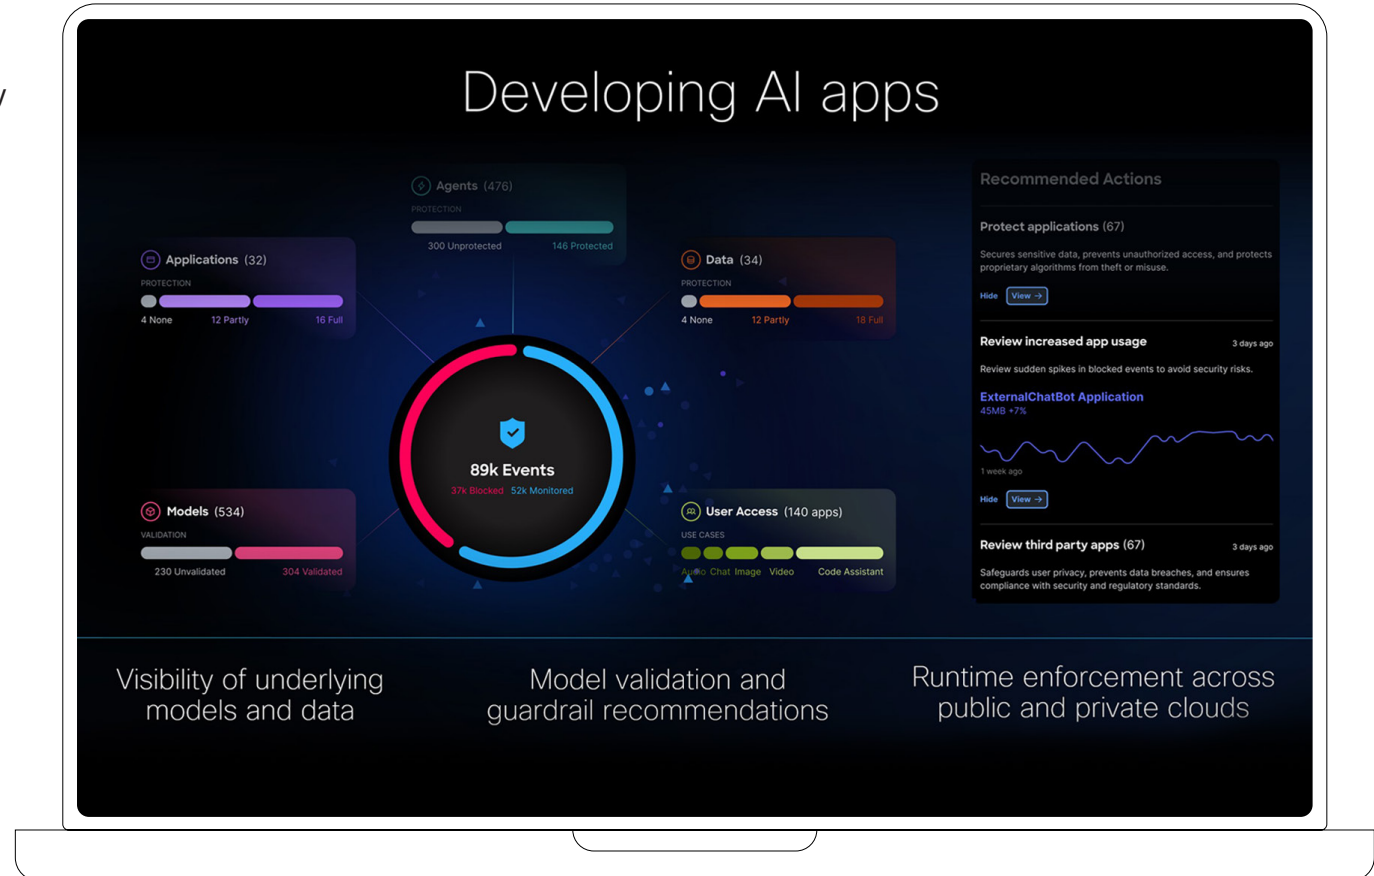 Developing AI apps
Agents (476)
PROTECTION
300 Unprotected 146 Protected
Applications (32)
PROTECTION
4 None 12 Partly 16 Full
Data (34)
PROTECTION
4 None 12 Partly 18 Full
89k Events
37k Blocked 52k Monitored
Models (534)
VALIDATION
230 Unvalidated 304 Validated
User Access (140 apps)
USE CASES
Audio Chat Image Video Code Assistant
Recommended Actions
Protect applications (67)
Secures sensitive data, prevents unauthorized access, and protects
proprietary algorithms from theft or misuse.
Hide View →
Review increased app usage 3 days ago
Review sudden spikes in blocked events to avoid security risks.
ExternalChatBot Application
45MB +7%
1 week ago
Hide View →
Review third party apps (67) 3 days ago
Safeguards user privacy, prevents data breaches, and ensures
compliance with security and regulatory standards.
Visibility of underlying
models and data
Model validation and
guardrail recommendations
Runtime enforcement across
public and private clouds